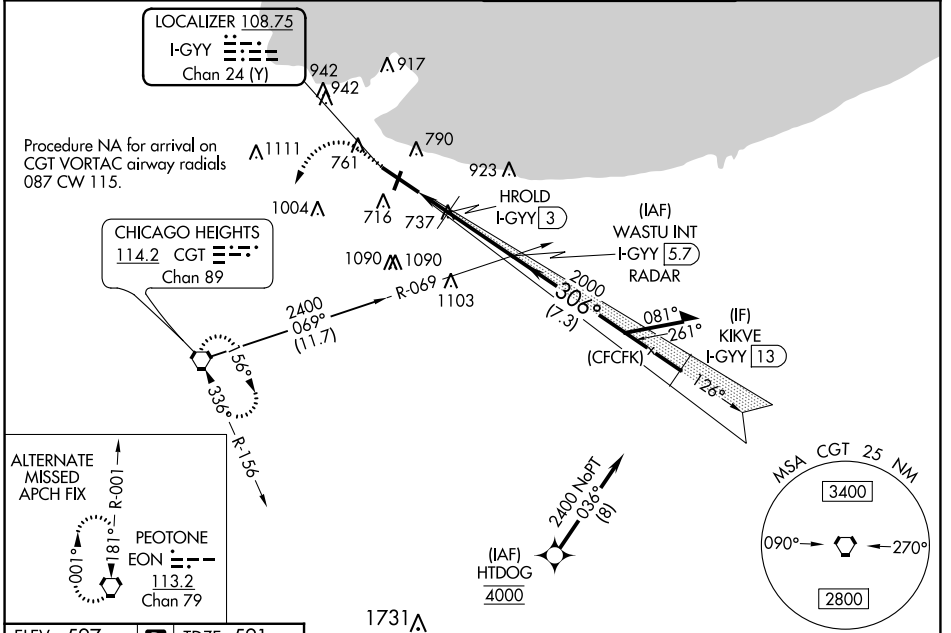 LOCALIZER 108.75
I-GYY
Chan 24 (Y)
942
942
917
Procedure NA for arrival on
CGT VORTAC airway radials
087 CW 115.
1111
761
790
923
1004
716
737
HROLD
I-GYY 3
(IAF)
WASTU INT
I-GYY 5.7
RADAR
CHICAGO HEIGHTS
114.2 CGT
Chan 89
1090
1090
1103
R-069
2400
069°
(11.7)
2000
306°
(7.3)
081°
261°
(IF)
KIKVE
I-GYY 13
(CFCFK)
126°
156°
336°
R-156
ALTERNATE
MISSED
APCH FIX
R-001
181°
001°
PEOTONE
EON
113.2
Chan 79
2400 NoPT
036°
(8)
(IAF)
HTDOG
4000
MSA CGT 25 NM
3400
090°
270°
2800
1731